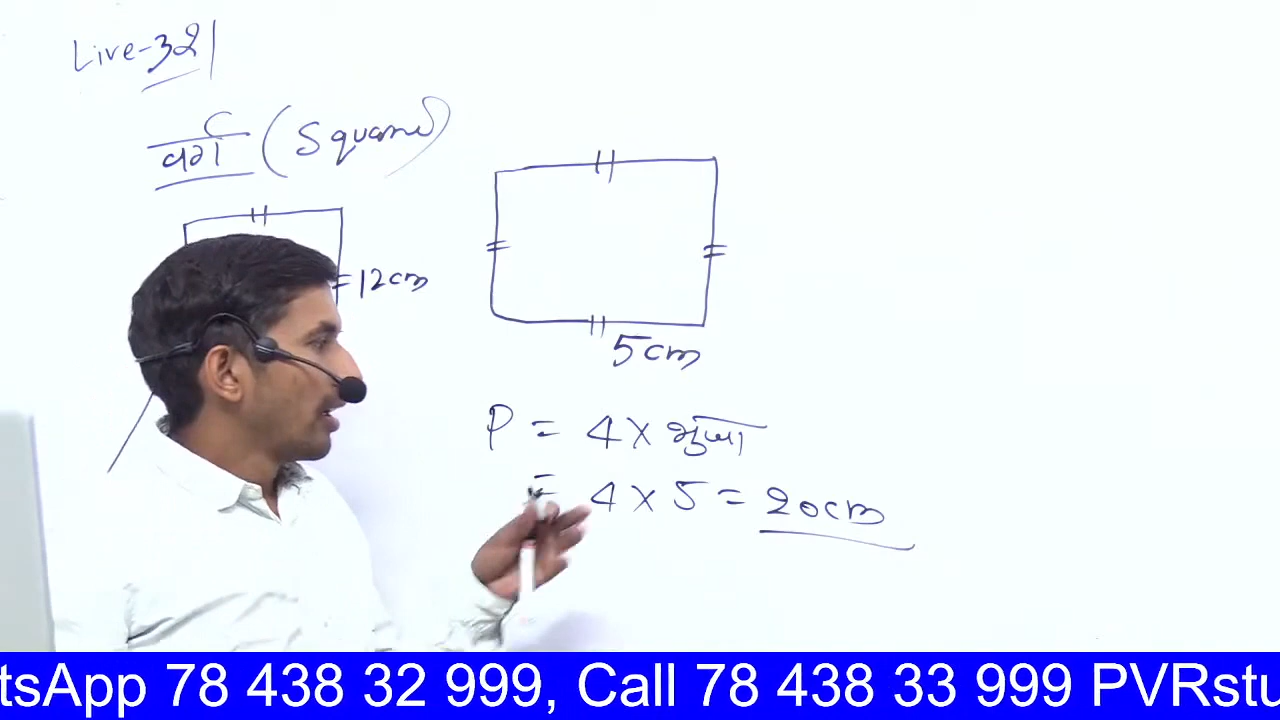 Live-321
वर्ग (Square)
12cm
5cm
P = 4 × भुजा
= 4 × 5 = 20cm
tsApp 78 438 32 999, Call 78 438 33 999 PVRstu